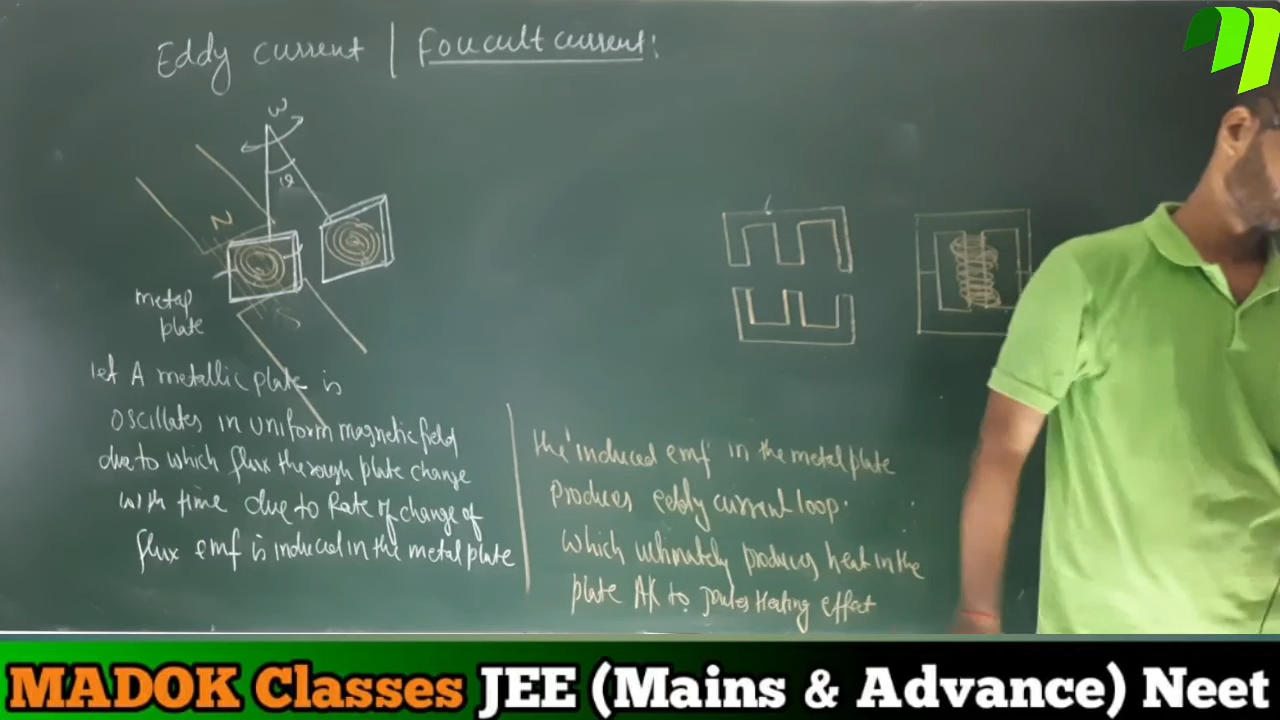 Eddy current | Foucult current:
ω
θ
N
S
metap
plate
let A metallic plate is
oscillates in uniform magnetic field
due to which flux through plate change
with time due to Rate of change of
flux emf is induced in the metal plate
the induced emf in the metal plate
produces eddy current loop.
which ultimately produces heat in the
plate AK to joules Heating effect
MADOK Classes JEE (Mains & Advance) Neet